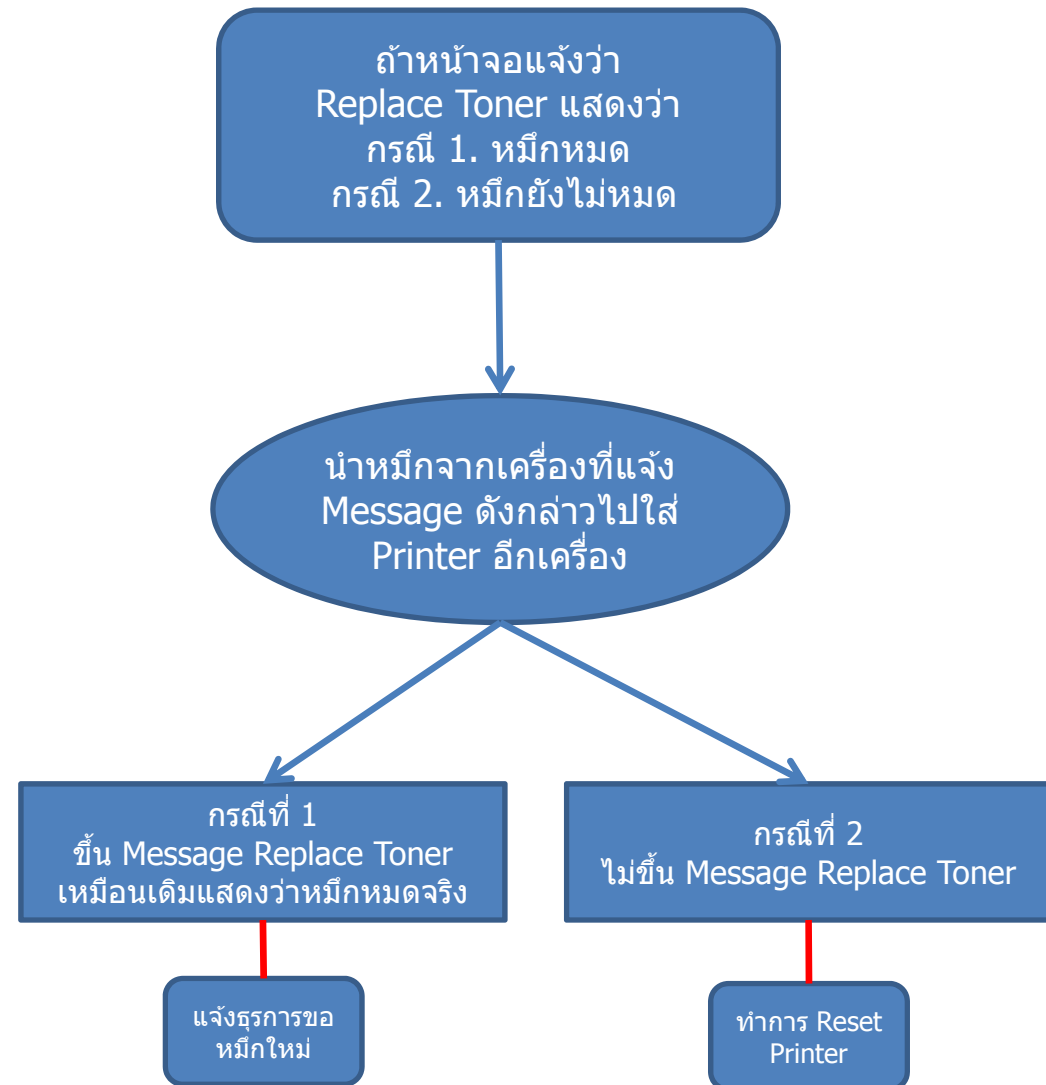 ถ้าหน้าจอแจ้งว่า
Replace Toner แสดงว่า
กรณี 1. หมึกหมด
กรณี 2. หมึกยังไม่หมด
นำหมึกจากเครื่องที่แจ้ง
Message ดังกล่าวไปใส่
Printer อีกเครื่อง
กรณีที่ 1
ขึ้น Message Replace Toner
เหมือนเดิมแสดงว่าหมึกหมดจริง
กรณีที่ 2
ไม่ขึ้น Message Replace Toner
แจ้งธุรการขอ
หมึกใหม่
ทำการ Reset
Printer